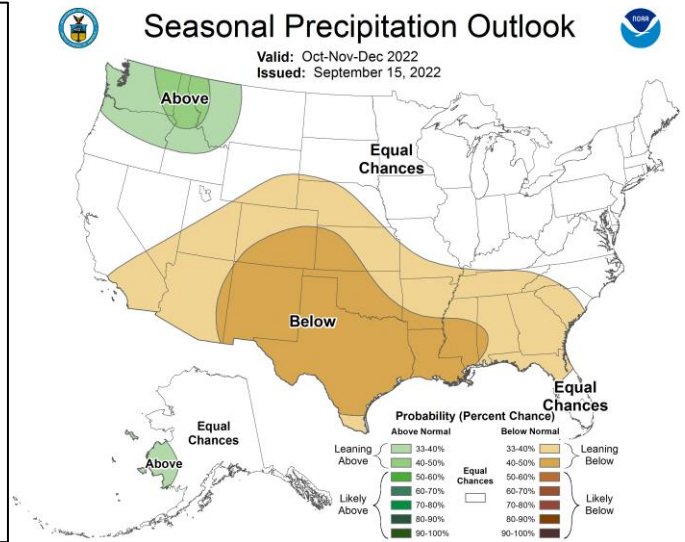 Seasonal Precipitation Outlook
Valid: Oct-Nov-Dec 2022
Issued: September 15, 2022
NOAA
Above
Equal
Chances
Below
Equal
Chances
Equal
Chances
Above
Probability (Percent Chance)
Above Normal
Below Normal
Leaning
Above
33-40%
40-50%
Likely
Above
50-60%
60-70%
70-80%
80-90%
90-100%
Equal
Chances
33-40%
40-50%
Leaning
Below
50-60%
60-70%
70-80%
80-90%
90-100%
Likely
Below